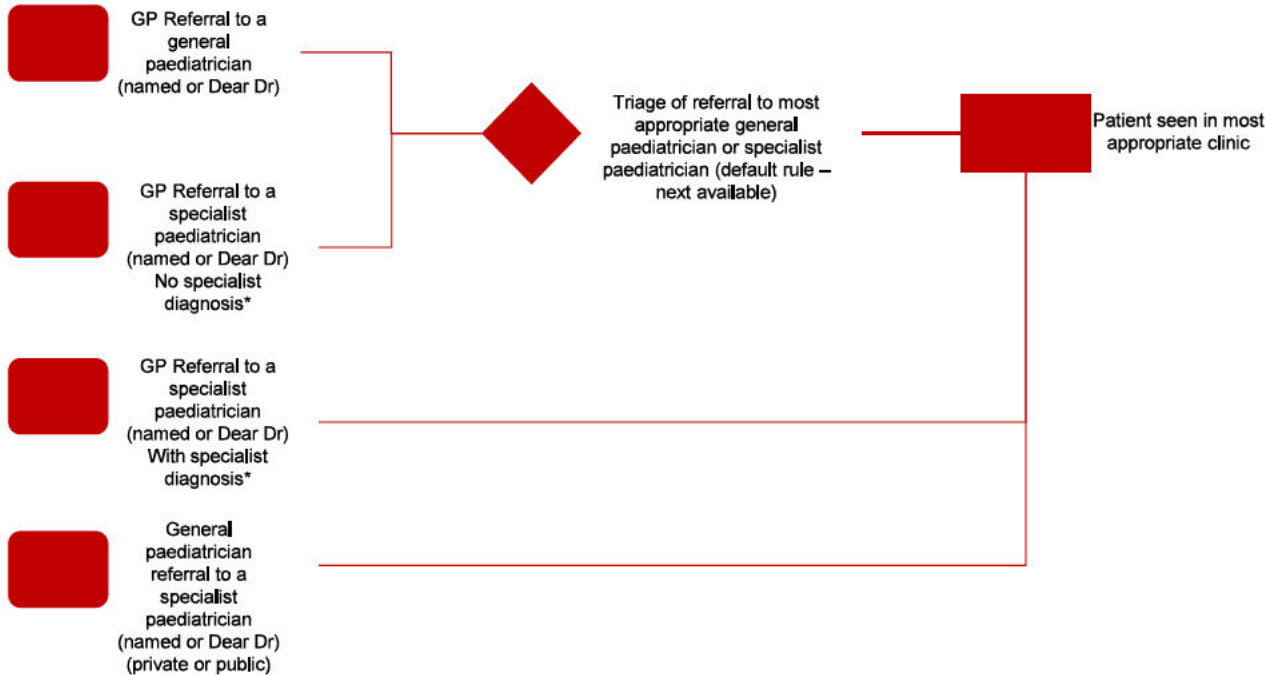 GP Referral to a
general
paediatrician
(named or Dear Dr)
Triage of referral to most
appropriate general
paediatrician or specialist
paediatrician (default rule –
next available)
Patient seen in most
appropriate clinic
GP Referral to a
specialist
paediatrician
(named or Dear Dr)
No specialist
diagnosis*
GP Referral to a
specialist
paediatrician
(named or Dear Dr)
With specialist
diagnosis*
General
paediatrician
referral to a
specialist
paediatrician
(named or Dear Dr)
(private or public)